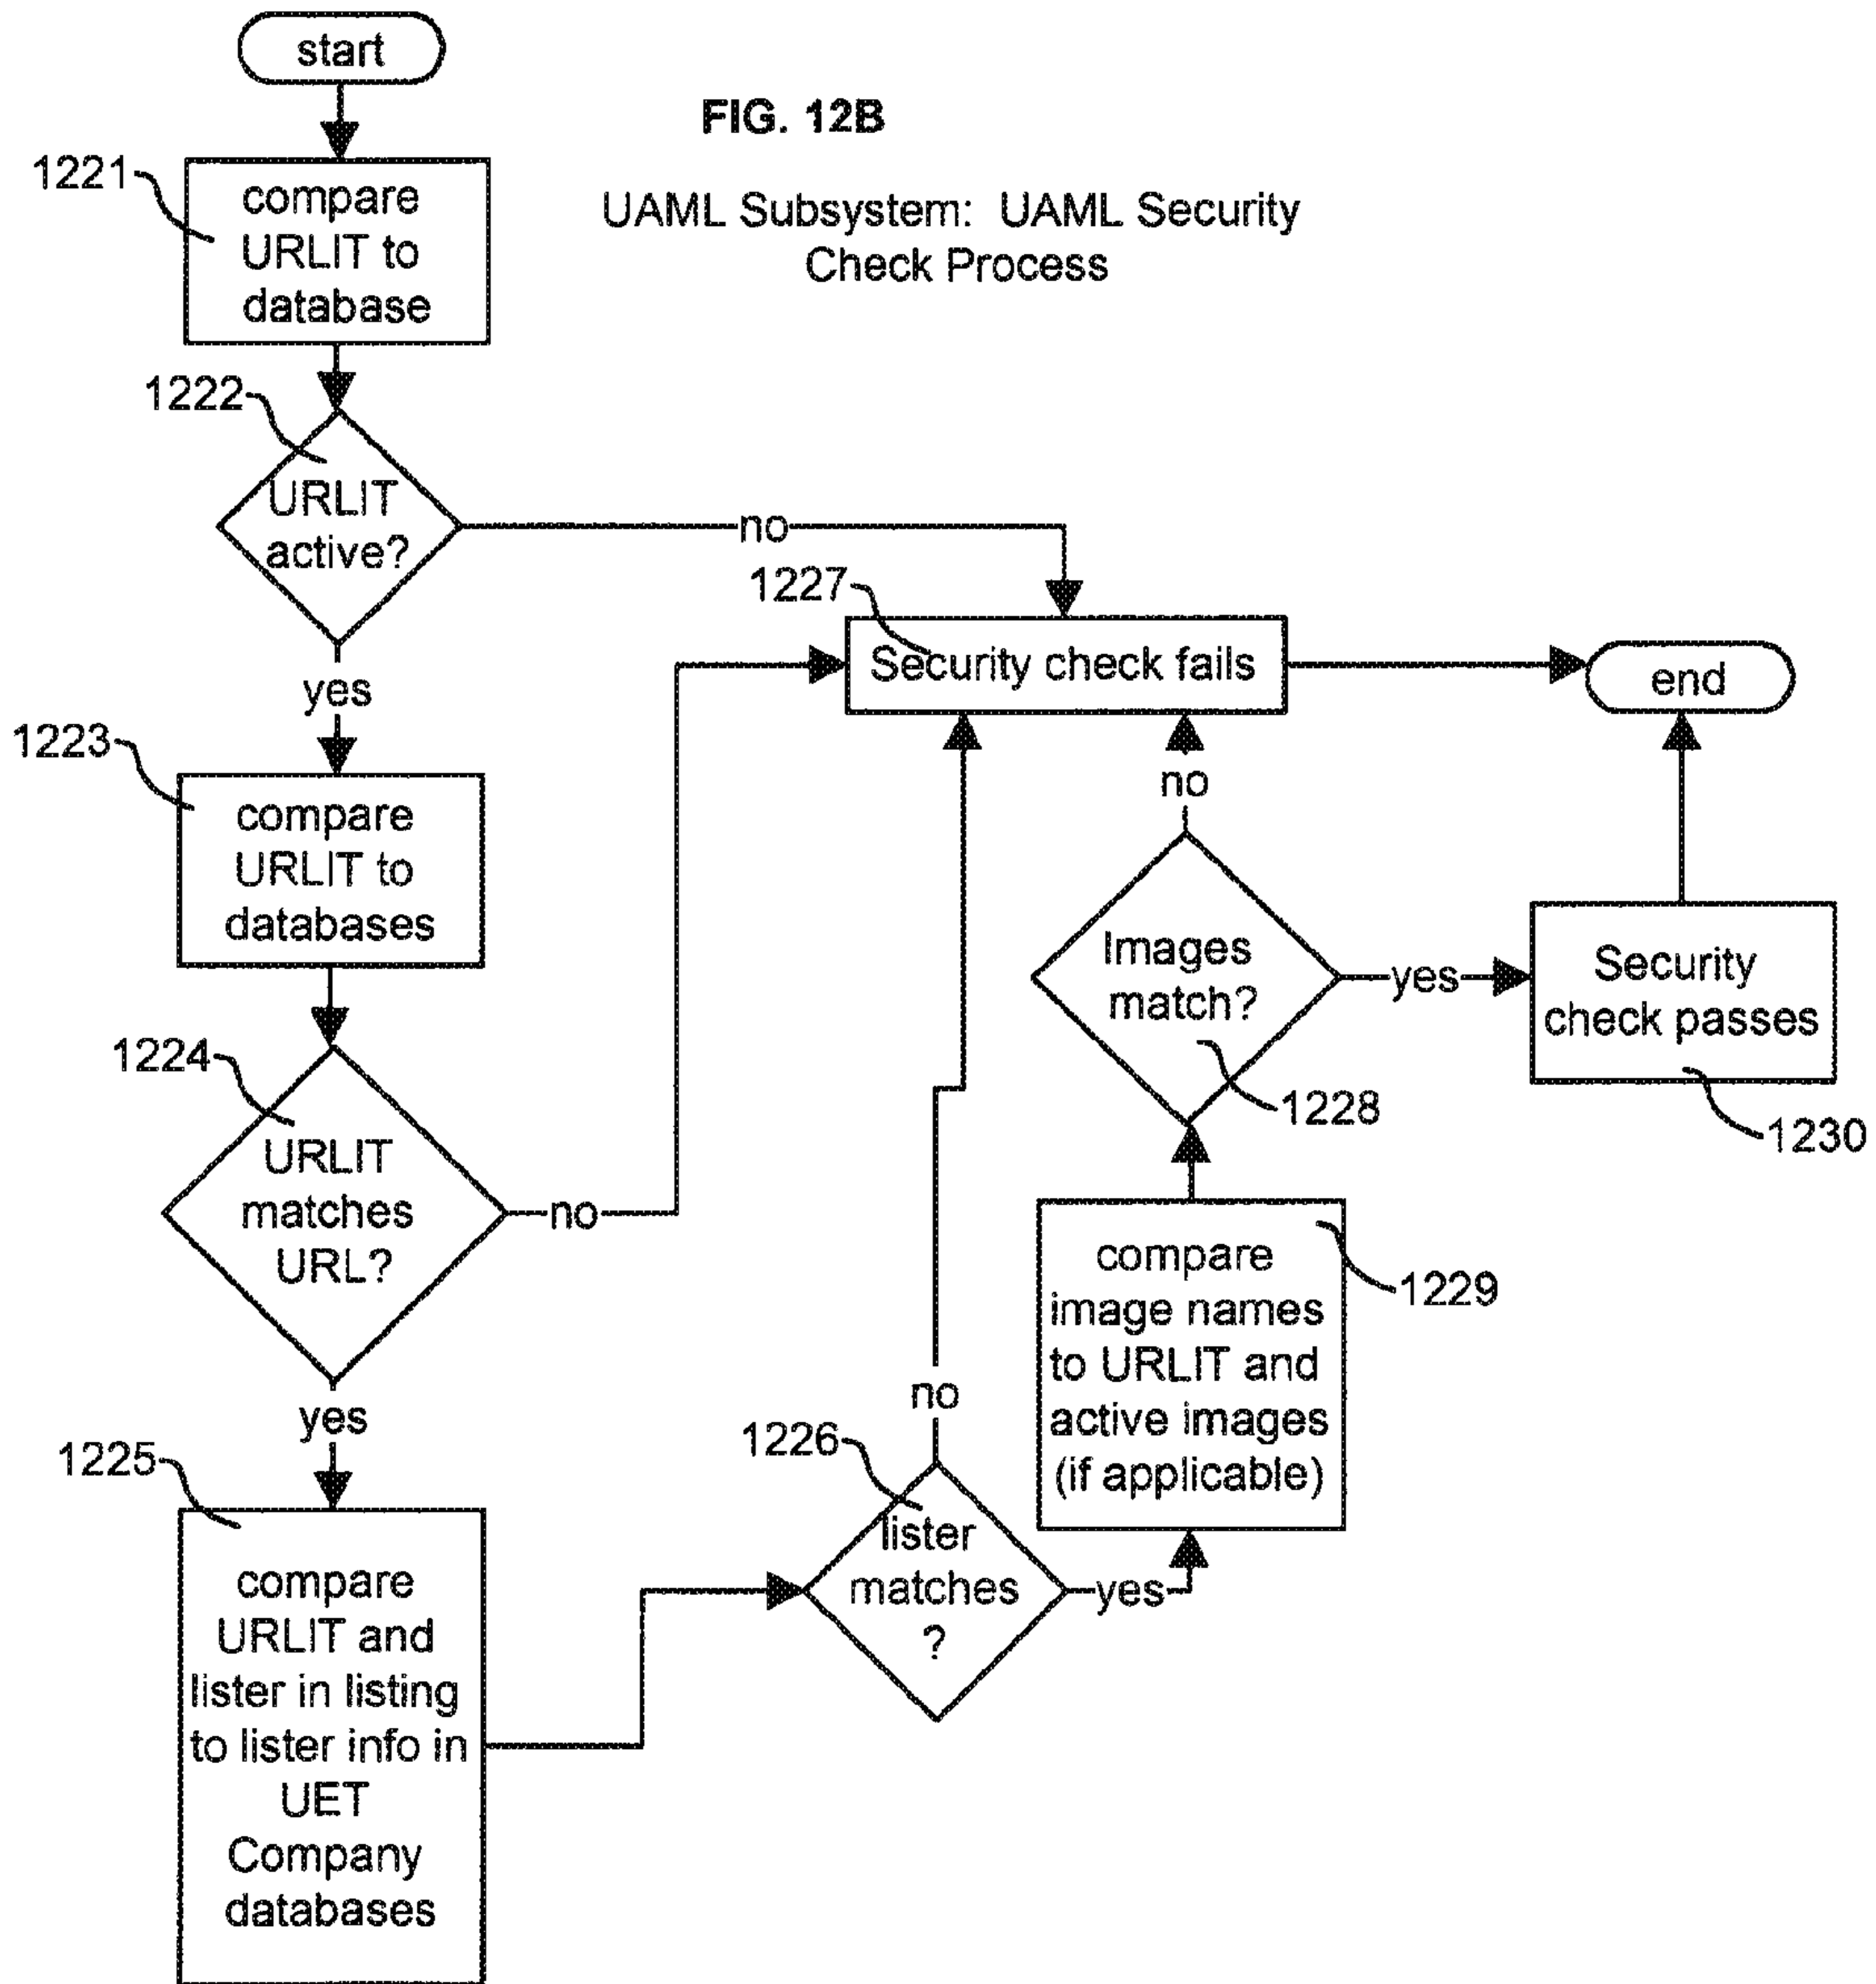 start
FIG. 12B
UAML Subsystem: UAML Security
Check Process
1221
compare
URLIT to
database
1222
URLIT
active?
no
yes
1227
Security check fails
end
1223
compare
URLIT to
databases
no
Images
match?
yes
Security
check passes
1228
1230
1224
URLIT
matches
URL?
no
yes
1229
compare
image names
to URLIT and
active images
(if applicable)
no
1226
lister
matches
?
yes
1225
compare
URLIT and
lister in listing
to lister info in
UET
Company
databases